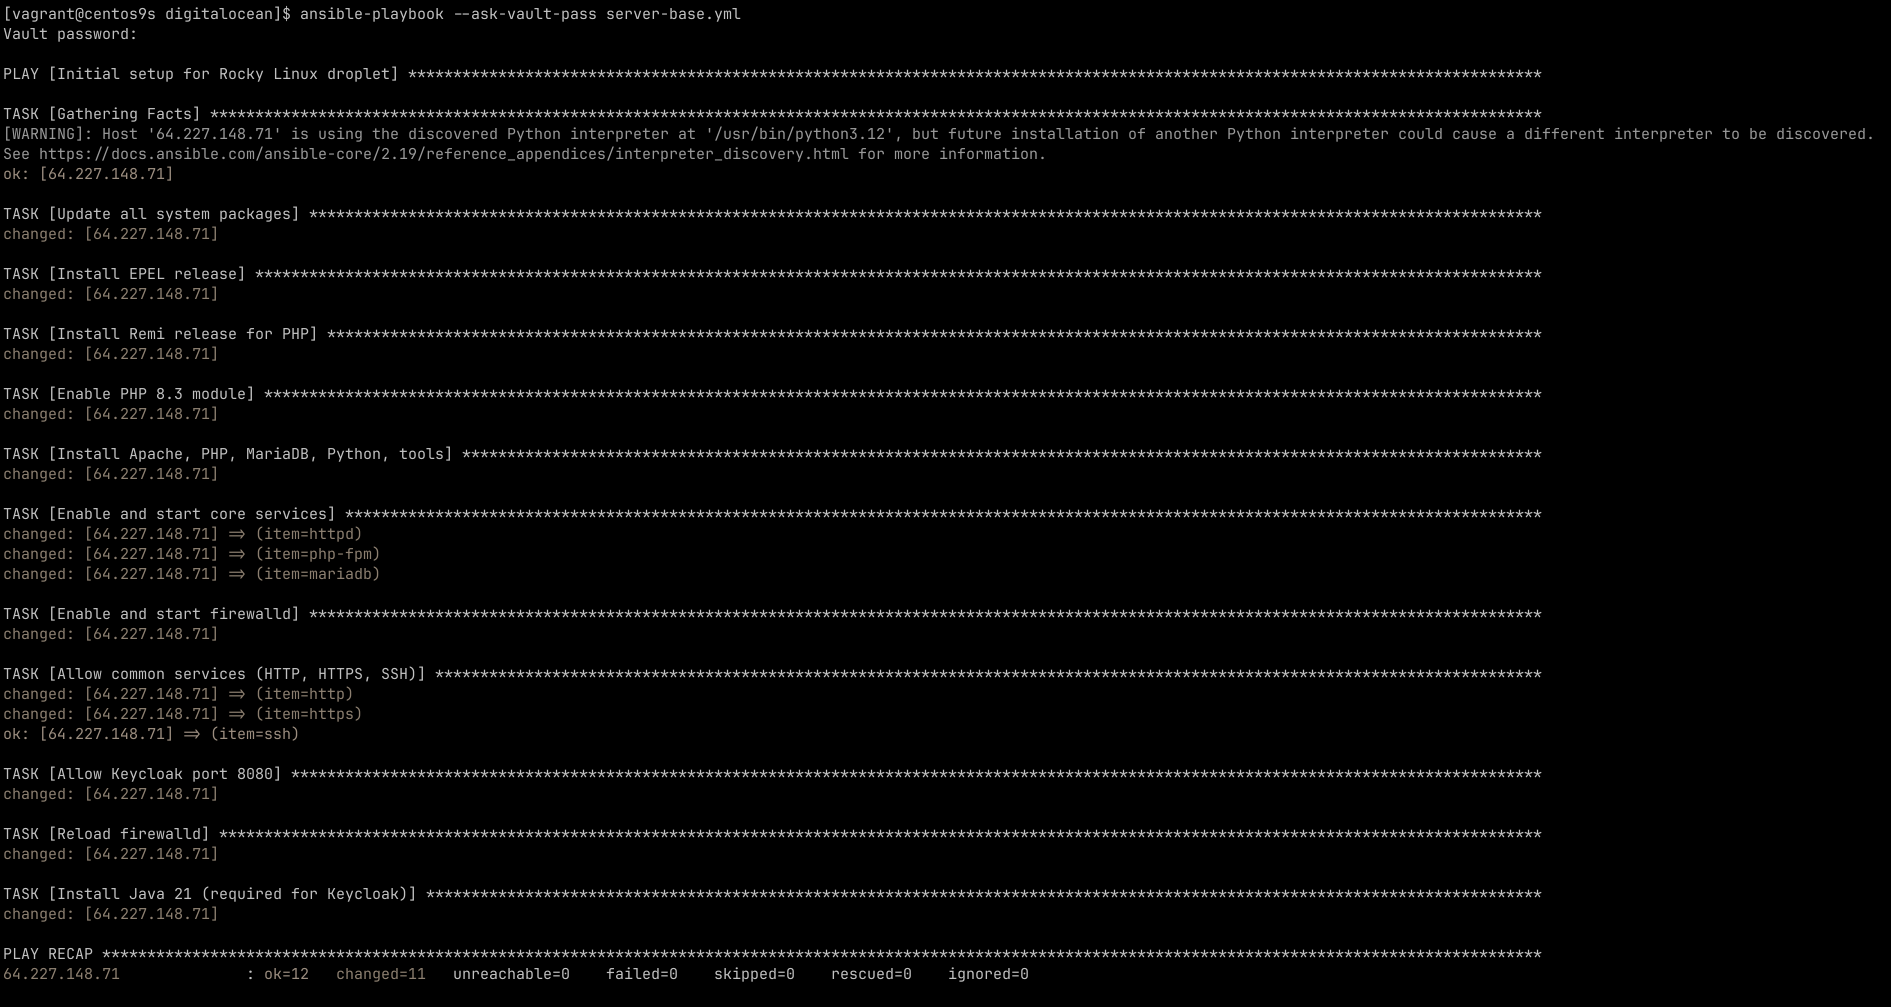 [vagrant@centos9s digitalocean]$ ansible-playbook --ask-vault-pass server-base.yml
Vault password:
PLAY [Initial setup for Rocky Linux droplet] ******************************************************************************************************************************
TASK [Gathering Facts] ****************************************************************************************************************************************************
[WARNING]: Host '64.227.148.71' is using the discovered Python interpreter at '/usr/bin/python3.12', but future installation of another Python interpreter could cause a different interpreter to be discovered.
See https://docs.ansible.com/ansible-core/2.19/reference_appendices/interpreter_discovery.html for more information.
ok: [64.227.148.71]
TASK [Update all system packages] *****************************************************************************************************************************************
changed: [64.227.148.71]
TASK [Install EPEL release] ***********************************************************************************************************************************************
changed: [64.227.148.71]
TASK [Install Remi release for PHP] ***************************************************************************************************************************************
changed: [64.227.148.71]
TASK [Enable PHP 8.3 module] **********************************************************************************************************************************************
changed: [64.227.148.71]
TASK [Install Apache, PHP, MariaDB, Python, tools] ************************************************************************************************************************
changed: [64.227.148.71]
TASK [Enable and start core services] *************************************************************************************************************************************
changed: [64.227.148.71] => (item=httpd)
changed: [64.227.148.71] => (item=php-fpm)
changed: [64.227.148.71] => (item=mariadb)
TASK [Enable and start firewalld] *****************************************************************************************************************************************
changed: [64.227.148.71]
TASK [Allow common services (HTTP, HTTPS, SSH)] ***************************************************************************************************************************
changed: [64.227.148.71] => (item=http)
changed: [64.227.148.71] => (item=https)
ok: [64.227.148.71] => (item=ssh)
TASK [Allow Keycloak port 8080] *******************************************************************************************************************************************
changed: [64.227.148.71]
TASK [Reload firewalld] ***************************************************************************************************************************************************
changed: [64.227.148.71]
TASK [Install Java 21 (required for Keycloak)] ****************************************************************************************************************************
changed: [64.227.148.71]
PLAY RECAP ****************************************************************************************************************************************************************
64.227.148.71              : ok=12   changed=11   unreachable=0    failed=0    skipped=0    rescued=0    ignored=0